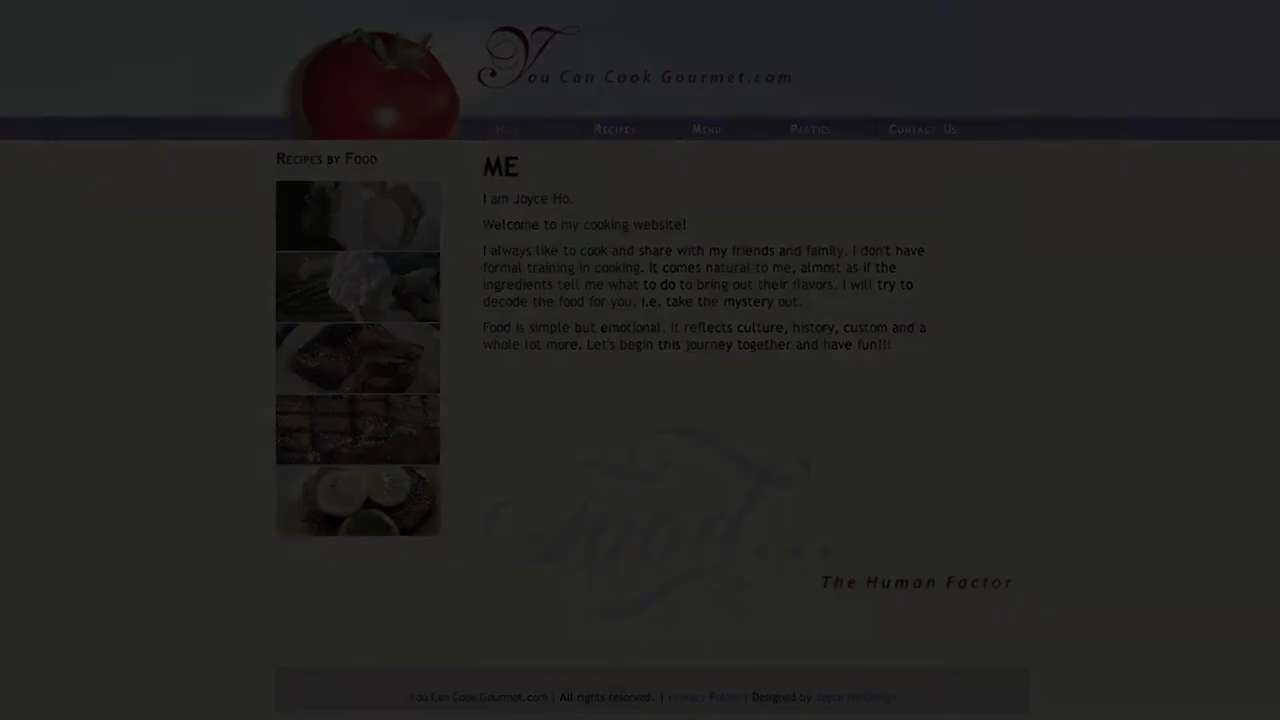 You Can Cook Gourmet.com
Home Recipes Menu Parties Contact Us
Recipes by Food
ME
I am Joyce Ho.
Welcome to my cooking website!
I always like to cook and share with my friends and family. I don't have
formal training in cooking. It comes natural to me, almost as if the
ingredients tell me what to do to bring out their flavors. I will try to
decode the food for you, i.e. take the mystery out.
Food is simple but emotional. It reflects culture, history, custom and a
whole lot more. Let's begin this journey together and have fun!!!
Food...
The Human Factor
You Can Cook Gourmet.com | All rights reserved. | Privacy Policy | Designed by Joyce Ho Design